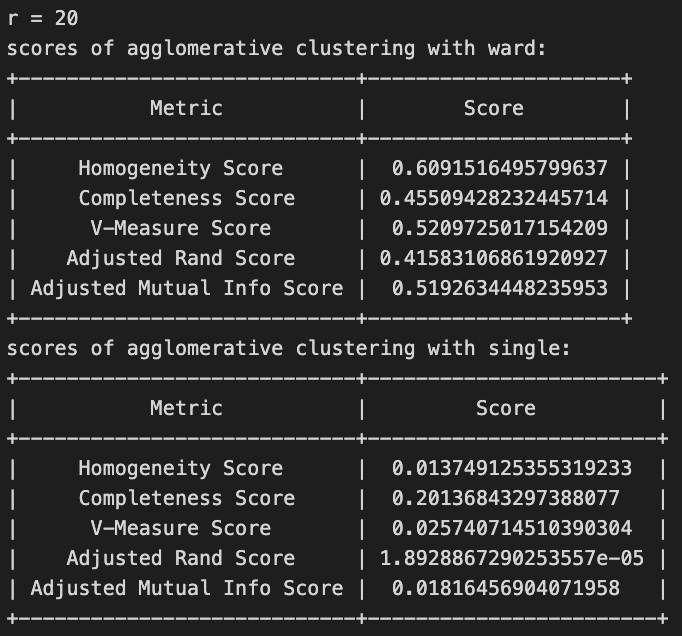 r = 20
scores of agglomerative clustering with ward:
+----------------------------+---------------------+
|           Metric           |        Score        |
+----------------------------+---------------------+
|     Homogeneity Score      |  0.6091516495799637 |
|     Completeness Score     | 0.45509428232445714 |
|      V-Measure Score       |  0.5209725017154209 |
|    Adjusted Rand Score     | 0.41583106861920927 |
| Adjusted Mutual Info Score |  0.5192634448235953 |
+----------------------------+---------------------+
scores of agglomerative clustering with single:
+----------------------------+------------------------+
|           Metric           |         Score          |
+----------------------------+------------------------+
|     Homogeneity Score      |  0.013749125355319233  |
|     Completeness Score     |  0.20136843297388077   |
|      V-Measure Score       |  0.025740714510390304  |
|    Adjusted Rand Score     | 1.8928867290253557e-05 |
| Adjusted Mutual Info Score |  0.01816456904071958   |
+----------------------------+------------------------+